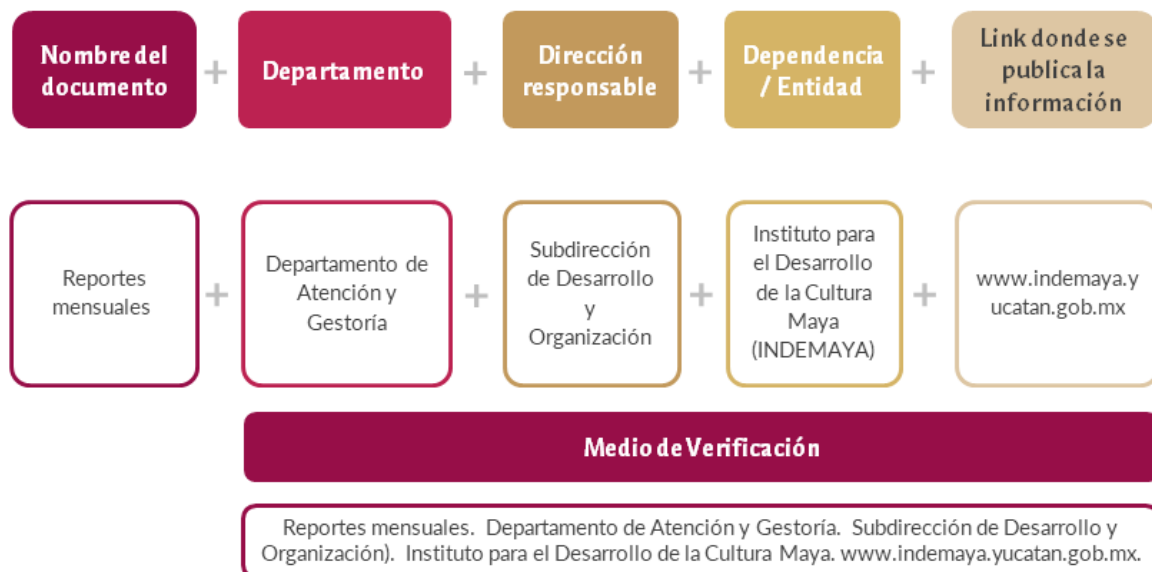 Nombre del
documento
+
Departamento
+
Dirección
responsable
+
Dependencia
/ Entidad
+
Link donde se
publica la
información
Reportes
mensuales
+
Departamento de
Atención y
Gestoría
+
Subdirección
de Desarrollo
y
Organización
+
Instituto para
el Desarrollo
de la Cultura
Maya
(INDEMAYA)
+
www.indemaya.y
ucatan.gob.mx
Medio de Verificación
Reportes mensuales. Departamento de Atención y Gestoría. Subdirección de Desarrollo y
Organización). Instituto para el Desarrollo de la Cultura Maya. www.indemaya.yucatan.gob.mx.